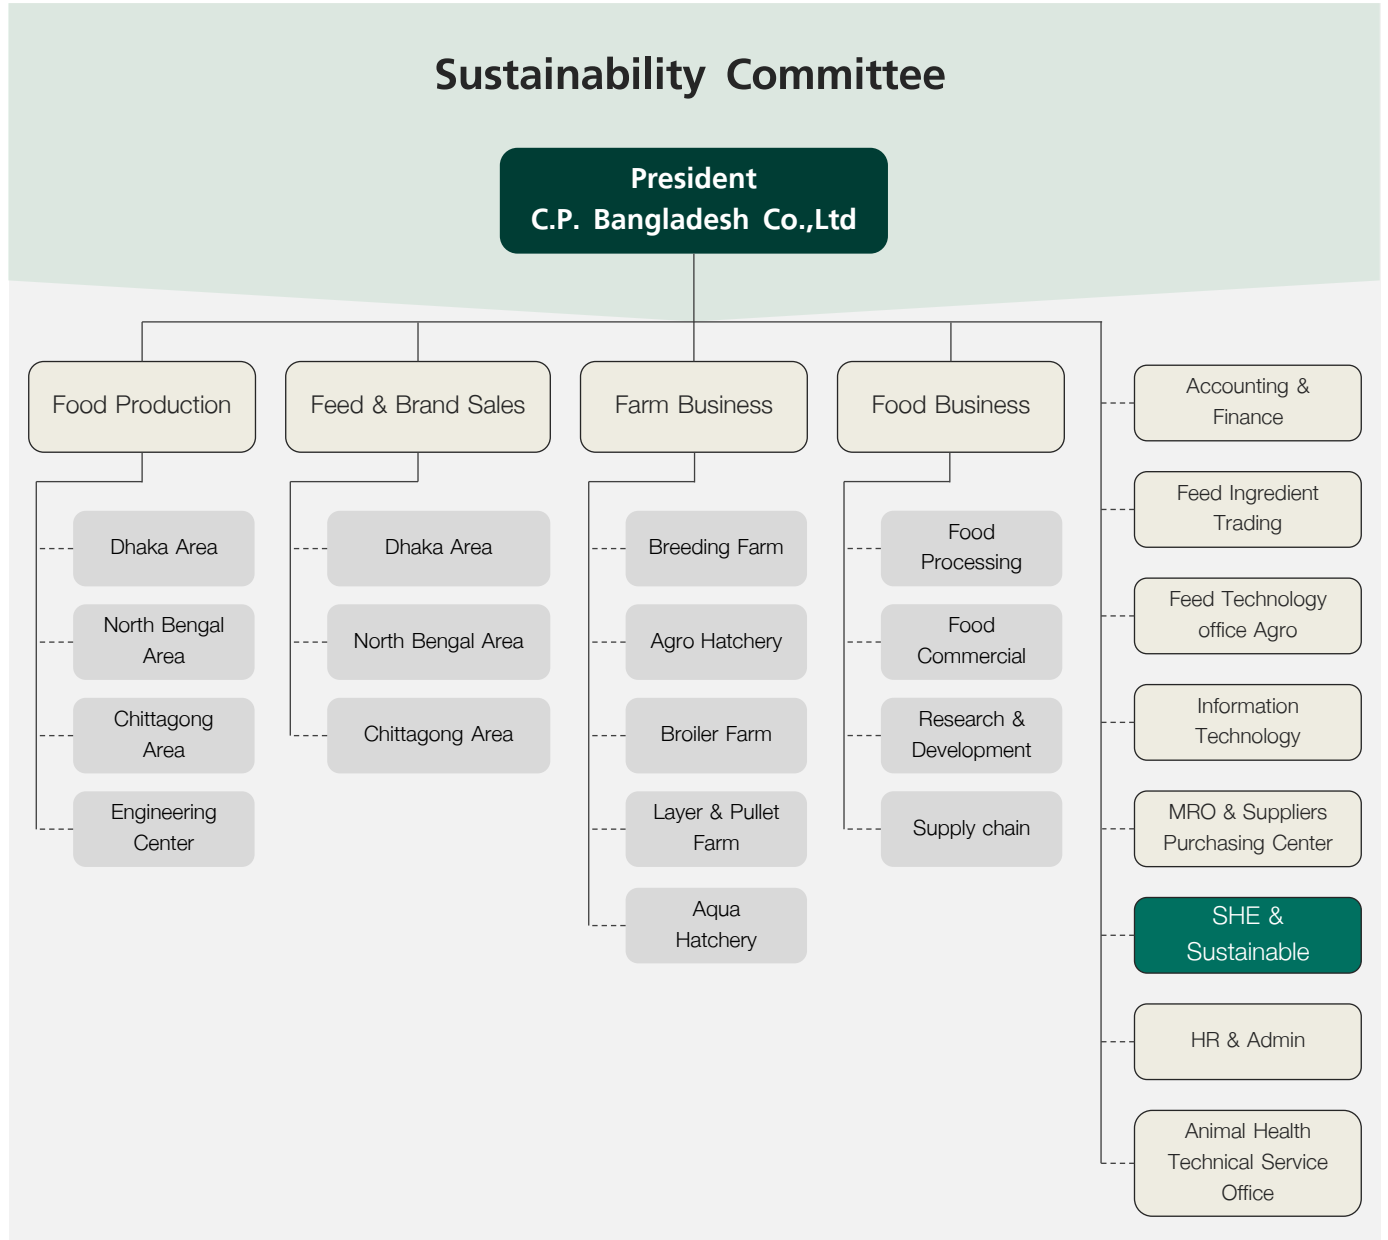 Sustainability Committee
President
C.P. Bangladesh Co.,Ltd
Food Production
Dhaka Area
North Bengal
Area
Chittagong
Area
Engineering
Center
Feed & Brand Sales
Dhaka Area
North Bengal Area
Chittagong Area
Farm Business
Breeding Farm
Agro Hatchery
Broiler Farm
Layer & Pullet
Farm
Aqua
Hatchery
Food Business
Food
Processing
Food
Commercial
Research &
Development
Supply chain
Accounting &
Finance
Feed Ingredient
Trading
Feed Technology
office Agro
Information
Technology
MRO & Suppliers
Purchasing Center
SHE &
Sustainable
HR & Admin
Animal Health
Technical Service
Office